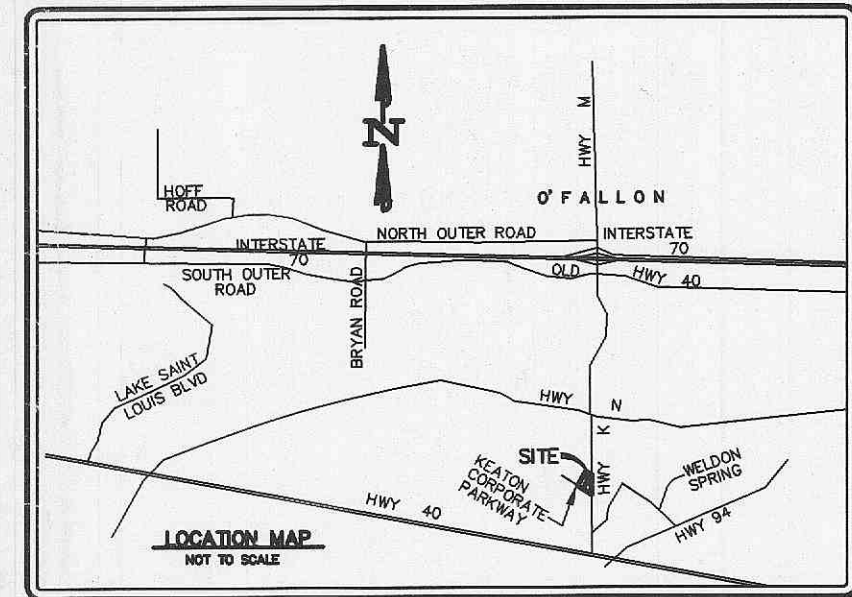 N
HWY M
HOFF
ROAD
O'FALLON
NORTH OUTER ROAD
INTERSTATE
70
INTERSTATE
70
SOUTH OUTER
ROAD
OLD HWY 40
BRYAN ROAD
LAKE SAINT
LOUIS BLVD
HWY N
HWY K
SITE
KEATON
CORPORATE
PARKWAY
WELDON
SPRING
HWY 94
HWY 40
LOCATION MAP
NOT TO SCALE